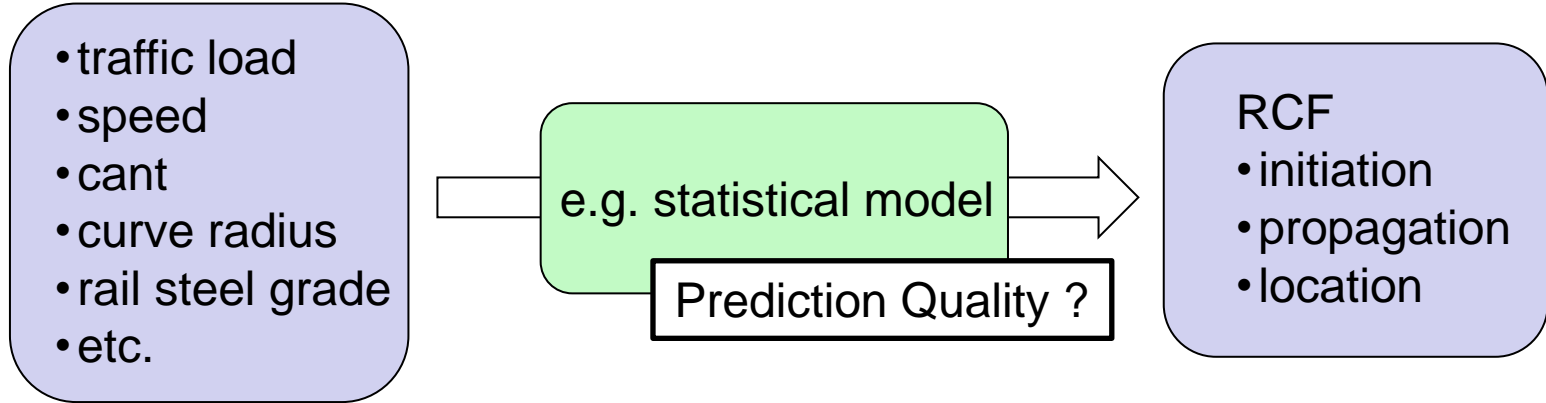 •traffic load
•speed
•cant
•curve radius
•rail steel grade
•etc.
e.g. statistical model
Prediction Quality ?
RCF
•initiation
•propagation
•location